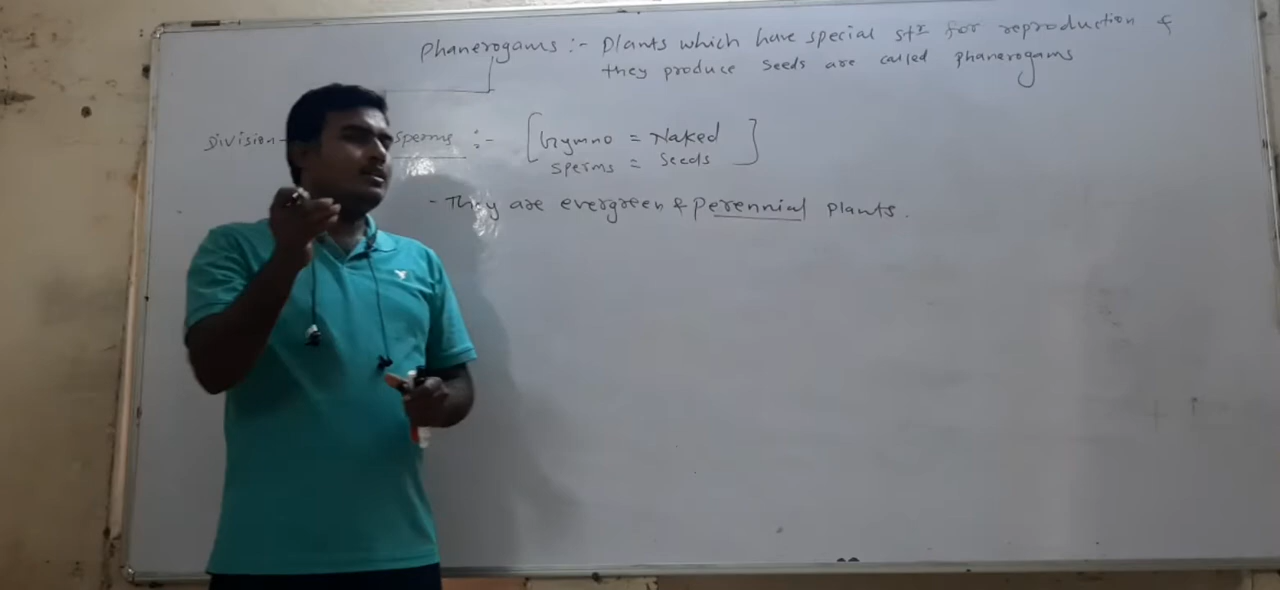 Phanerogams :- Plants which have special str for reproduction &
they produce seeds are called phanerogams
Division - sperms :- [ Gymno = Naked ]
sperms = seeds
- They are evergreen & perennial plants.